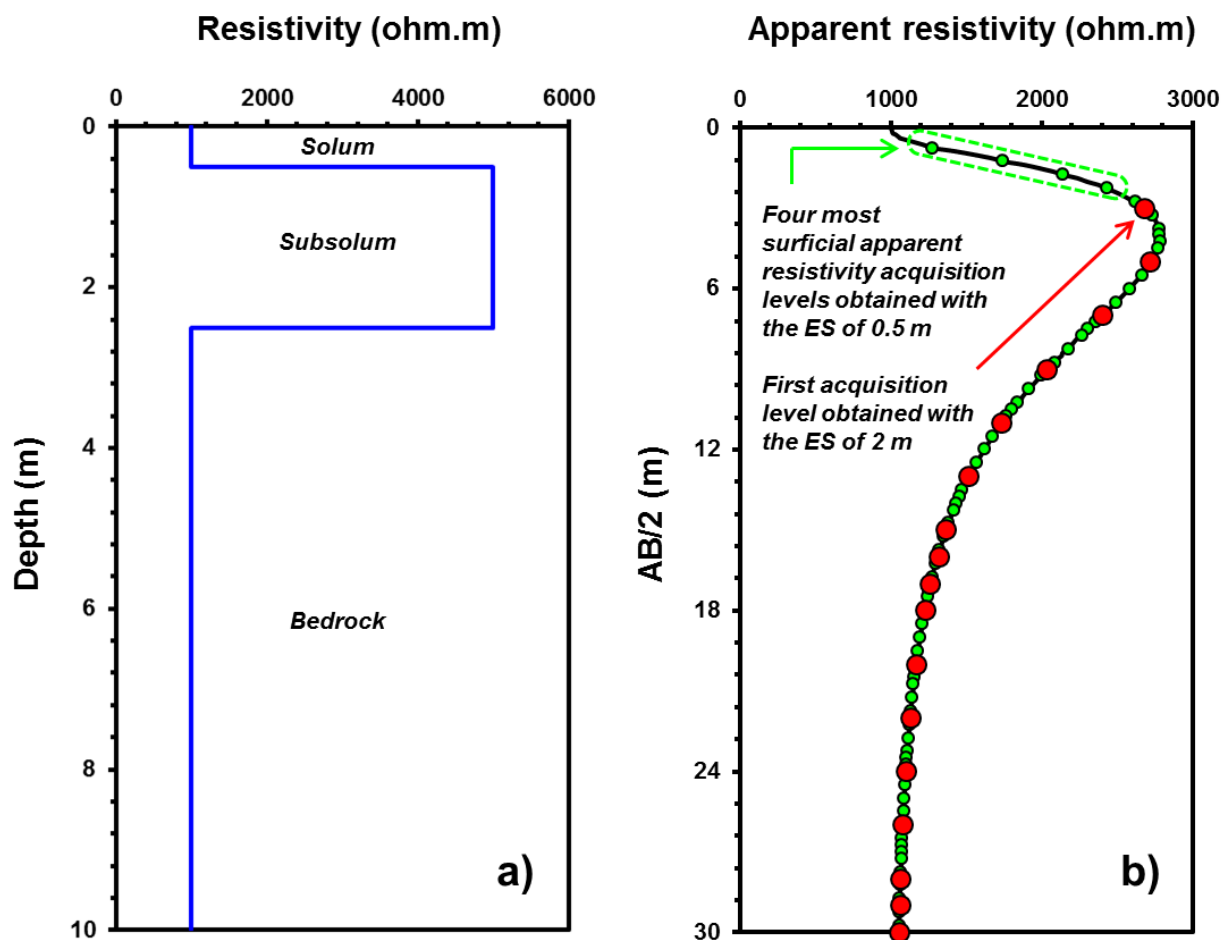 Resistivity (ohm.m)
0 2000 4000 6000
0
2
4
6
8
10
Depth (m)
Solum
Subsolum
Bedrock
a)
Apparent resistivity (ohm.m)
0 1000 2000 3000
0
6
12
18
24
30
AB/2 (m)
Four most
surficial apparent
resistivity acquisition
levels obtained with
the ES of 0.5 m
First acquisition
level obtained with
the ES of 2 m
b)